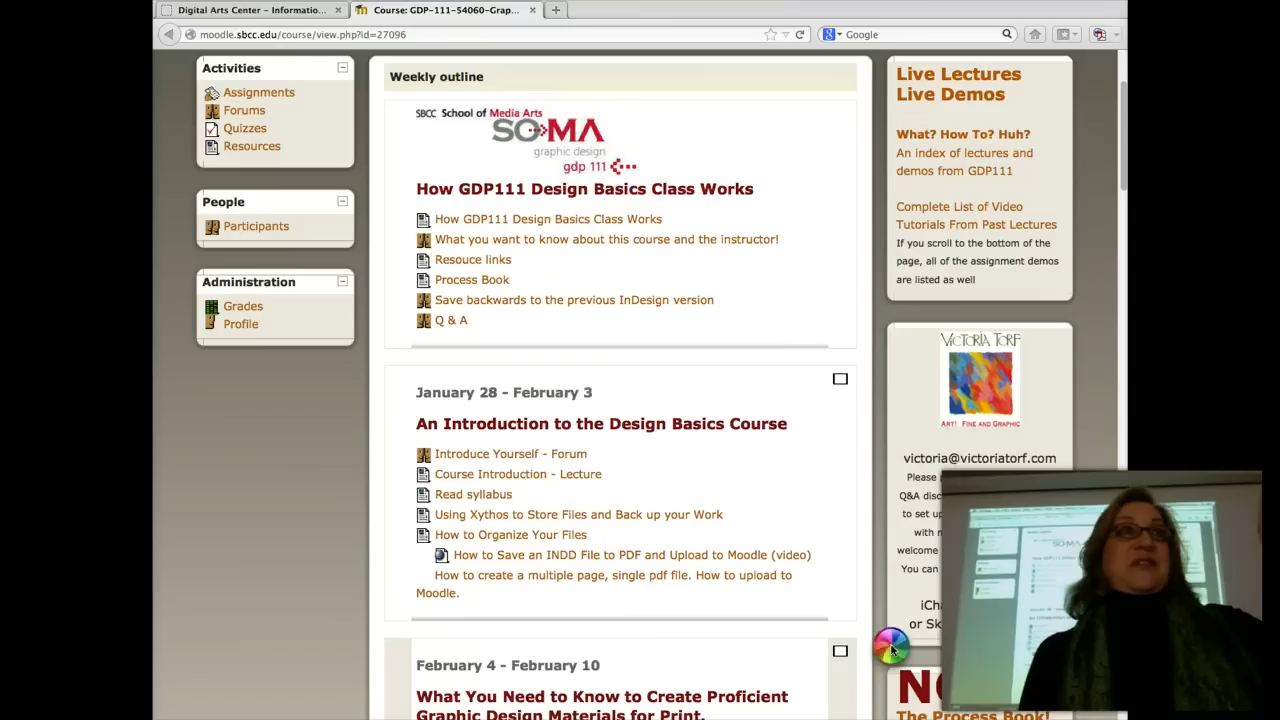 Digital Arts Center – Informatio...
Course: GDP-111-54060-Grap...
moodle.sbcc.edu/course/view.php?id=27096
Google
Activities
Assignments
Forums
Quizzes
Resources
People
Participants
Administration
Grades
Profile
Weekly outline
SBCC School of Media Arts
SO MA
graphic design
gdp 111
How GDP111 Design Basics Class Works
How GDP111 Design Basics Class Works
What you want to know about this course and the instructor!
Resouce links
Process Book
Save backwards to the previous InDesign version
Q & A
January 28 - February 3
An Introduction to the Design Basics Course
Introduce Yourself - Forum
Course Introduction - Lecture
Read syllabus
Using Xythos to Store Files and Back up your Work
How to Organize Your Files
How to Save an INDD File to PDF and Upload to Moodle (video)
How to create a multiple page, single pdf file. How to upload to
Moodle.
February 4 - February 10
What You Need to Know to Create Proficient
Graphic Design Materials for Print.
Live Lectures
Live Demos
What? How To? Huh?
An index of lectures and
demos from GDP111
Complete List of Video
Tutorials From Past Lectures
If you scroll to the bottom of the
page, all of the assignment demos
are listed as well
VICTORIA TORF
ART! FINE AND GRAPHIC
victoria@victoriatorf.com
Please
Q&A
to set up
with
welcome
You can
or
The Process Book!